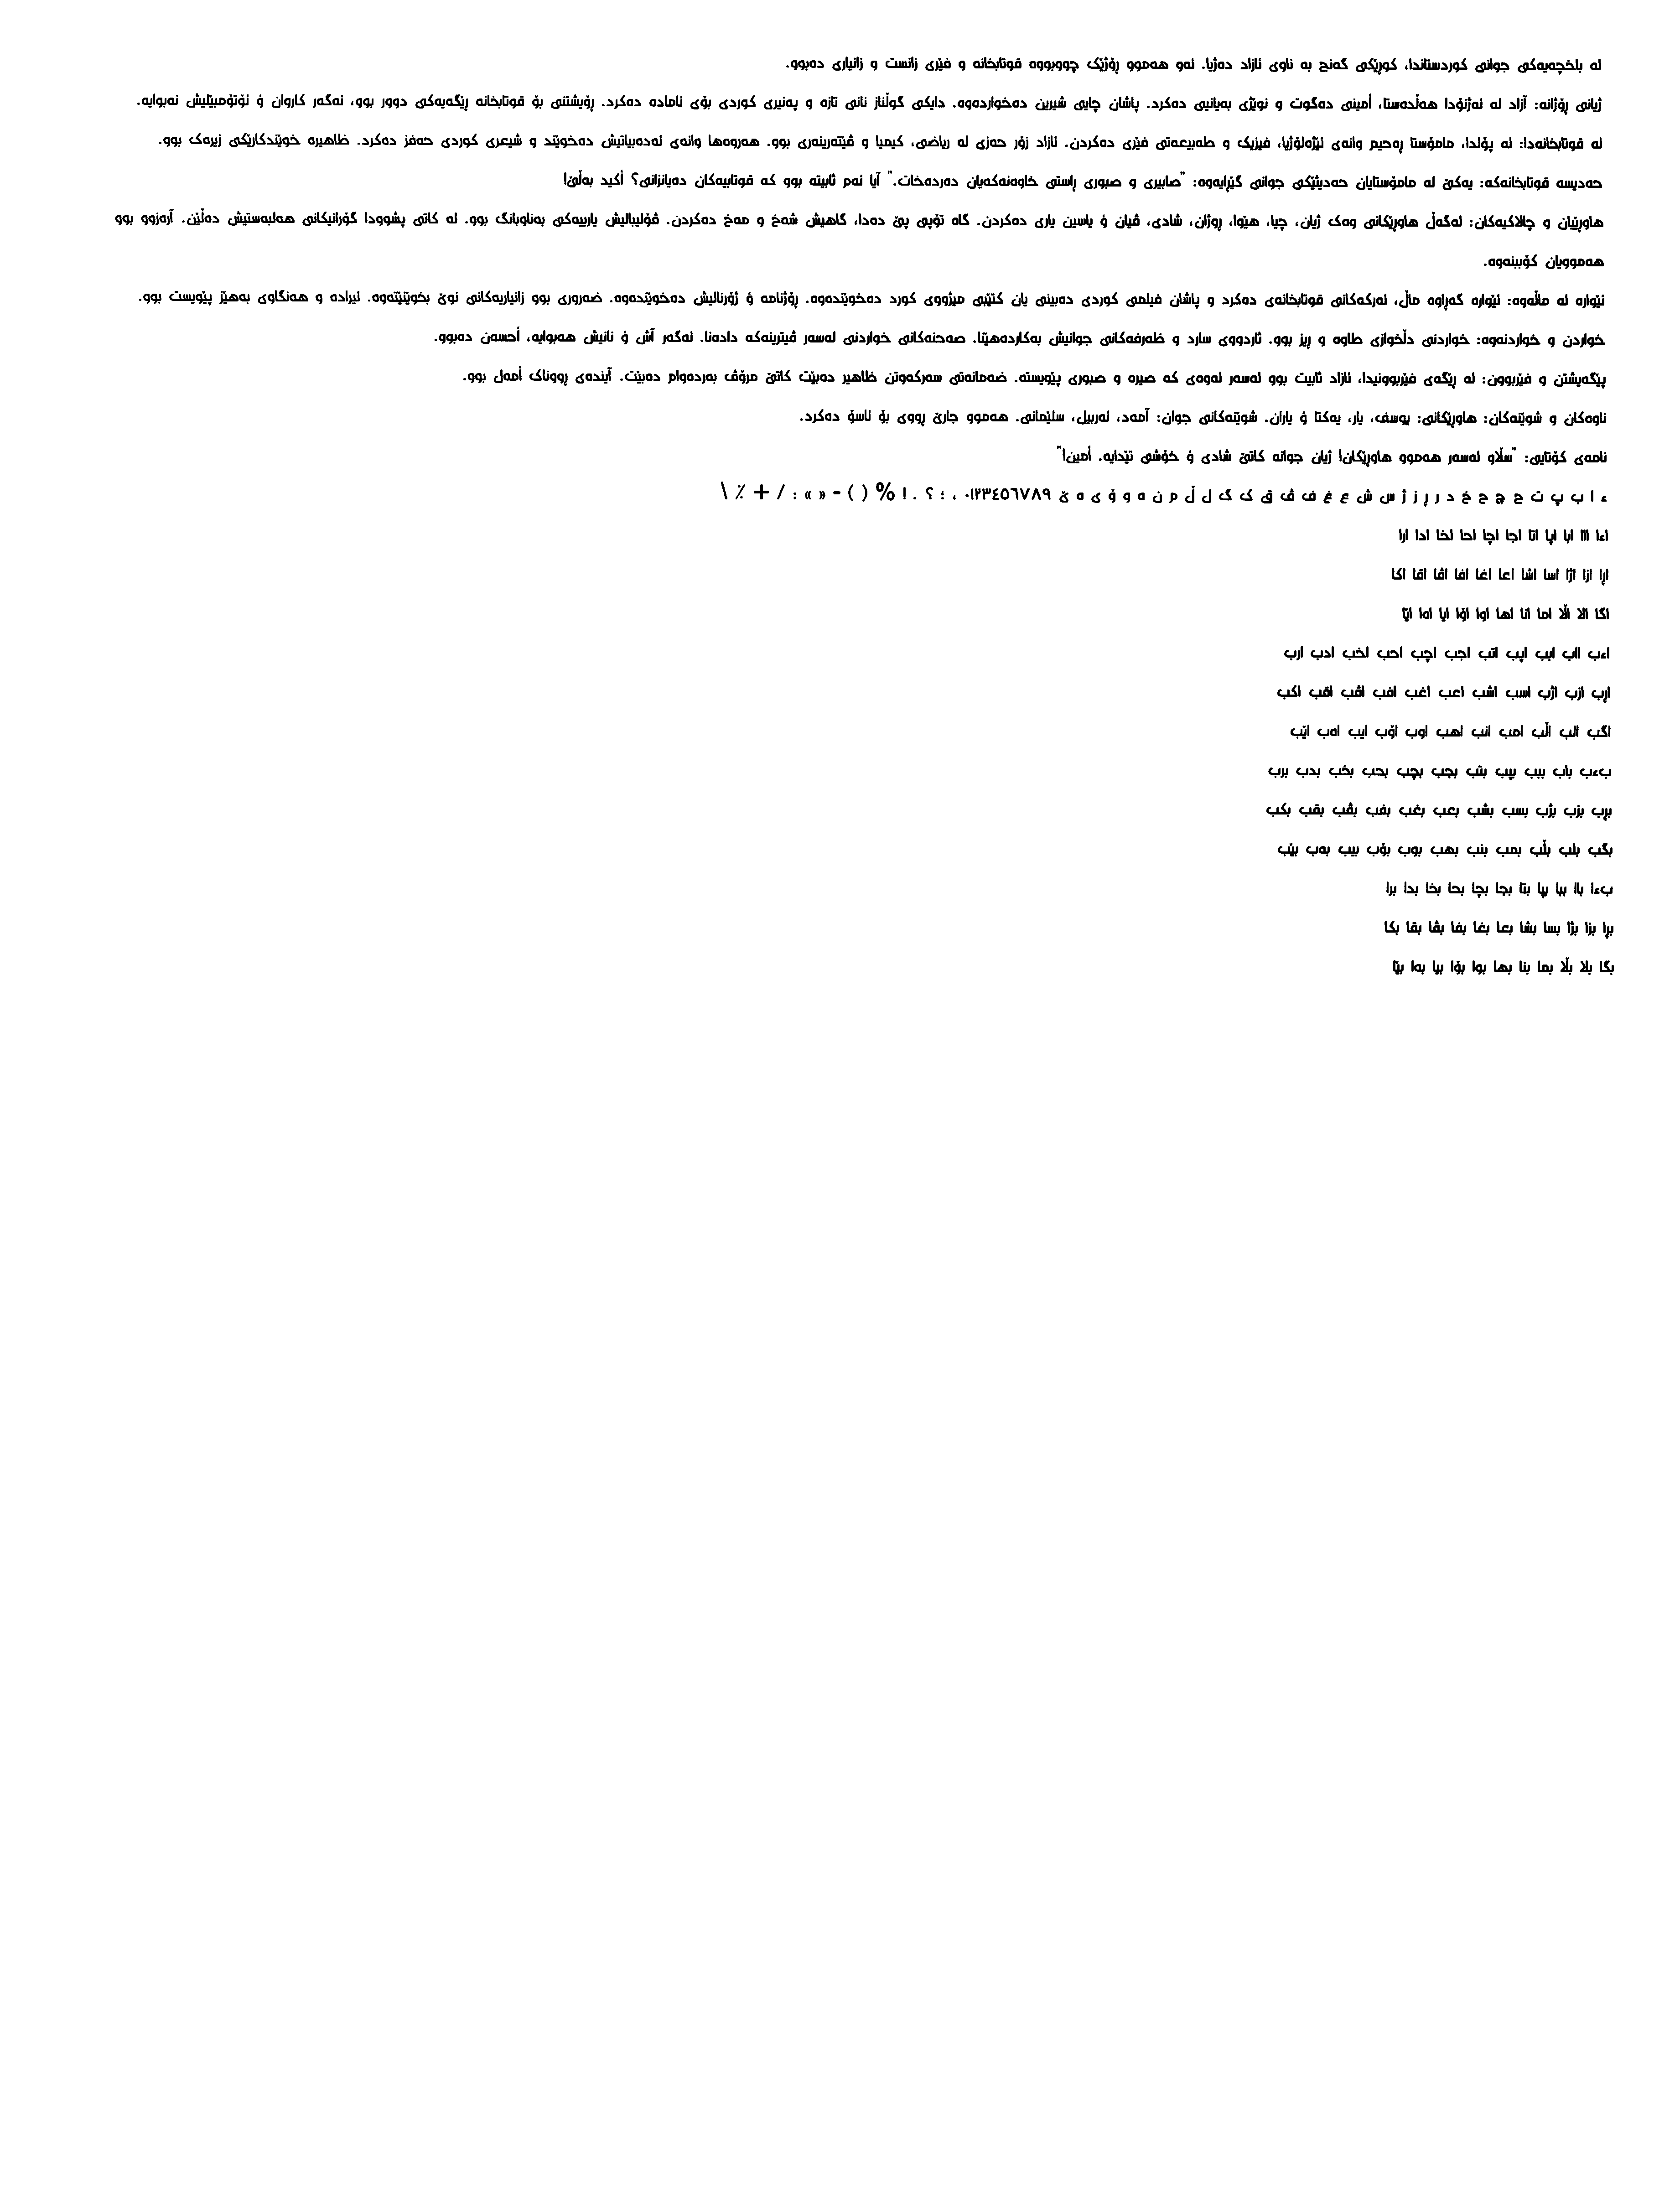 لە باخچەیەکی جوانی کوردستاندا، کوڕێکی گەنج بە ناوی ئازاد دەژیا. ئەو هەموو ڕۆژێک چووبووە قوتابخانە و فێری زانست و زانیاری دەبوو.
ژیانی ڕۆژانە: آزاد لە ئەژنۆدا هەڵدەستا، أمینی دەگوت و نوێژی بەیانیی دەکرد. پاشان چایی شیرین دەخواردەوە. دایکی گوڵناز نانی تازە و پەنیری کوردی بۆی ئامادە دەکرد. ڕۆیشتنی بۆ قوتابخانە ڕێگەیەکی دوور بوو، ئەگەر کاروان ؤ ئۆتۆمبێلیش نەبوایە.
لە قوتابخانەدا: لە پۆلدا، مامۆستا ڕەحیم وانەی ئێژەلۆژیا، فیزیک و طەبیعەتی فێری دەکردن. ئازاد زۆر حەزی لە ریاضی، کیمیا و ڤێتەرینەری بوو. هەروەها وانەی ئەدەبیاتیش دەخوێند و شیعری کوردی حەفز دەکرد. ظاهیرە خوێندکارێکی زیرەک بوو.
حەدیسە قوتابخانەکە: یەکێ لە مامۆستایان حەدیثێکی جوانی گێڕایەوە: "صابیری و صبوری ڕاستی خاوەنەکەیان دەردەخات." آیا ئەم ثابیتە بوو کە قوتابیەکان دەیانزانی؟ أکید بەڵێ!
هاوڕێیان و چالاکیەکان: لەگەڵ هاوڕێکانی وەک ژیان، چیا، هێوا، ڕوژان، شادی، ڤیان ؤ یاسین یاری دەکردن. گاە تۆپی پێ دەدا، گاهیش شەخ و مەخ دەکردن. ڤۆلیبالیش یارییەکی بەناوبانگ بوو. لە کاتی پشوودا گۆرانیکانی هەلبەستیش دەڵێن. آرەزوو بوو
هەموویان کۆببنەوە.
ئێوارە لە ماڵەوە: ئێوارە گەڕاوە ماڵ، ئەرکەکانی قوتابخانەی دەکرد و پاشان فیلمی کوردی دەبینی یان کتێبی میژووی کورد دەخوێندەوە. ڕۆژنامە ؤ ژۆرنالیش دەخوێندەوە. ضەروری بوو زانیاریەکانی نوێ بخوێنێتەوە. ئیرادە و هەنگاوی بەهێز پێویست بوو.
خواردن و خواردنەوە: خواردنی دڵخوازی طاوە و ڕیز بوو. ئاردووی سارد و ظەرفەکانی جوانیش بەکاردەهێنا. صەحنەکانی خواردنی لەسەر ڤیترینەکە دادەنا. ئەگەر آش ؤ نانیش هەبوایە، أحسەن دەبوو.
پێگەیشتن و فێربوون: لە ڕێگەی فێربوونیدا، ئازاد ثابیت بوو لەسەر ئەوەی کە صیرە و صبوری پێویستە. ضەمانەتی سەرکەوتن ظاهیر دەبێت کاتێ مرۆڤ بەردەوام دەبێت. آیندەی ڕووناک أمەل بوو.
ناوەکان و شوێنەکان: هاوڕێکانی: یوسف، یار، یەکتا ؤ یاران. شوێنەکانی جوان: آمەد، ئەربیل، سلێمانی. هەموو جارێ ڕووی بۆ ئاسۆ دەکرد.
نامەی کۆتایی: "سڵاو لەسەر هەموو هاوڕێکان! ژیان جوانە کاتێ شادی ؤ خۆشی تێدایە. أمین!"
ء ا ب پ ت ج چ ح خ د ر ڕ ز ژ س ش ع غ ف ڤ ق ک گ ل ڵ م ن ە و ۆ ی ە ێ ٠١٢٣٤٥٦٧٨٩ ، ؛ ؟ . ! % ( ) - « » : / + ٪ \
اءا ااا ابا اپا اتا اجا اچا احا اخا ادا ارا
اڕا ازا اژا اسا اشا اعا اغا افا اڤا اقا اکا
اگا الا اڵا اما انا اها اوا اۆا ایا اەا اێا
اءب ااب ابب اپب اتب اجب اچب احب اخب ادب ارب
اڕب ازب اژب اسب اشب اعب اغب افب اڤب اقب اکب
اگب الب اڵب امب انب اهب اوب اۆب ایب اەب اێب
بءب باب ببب بپب بتب بجب بچب بحب بخب بدب برب
بڕب بزب بژب بسب بشب بعب بغب بفب بڤب بقب بکب
بگب بلب بڵب بمب بنب بهب بوب بۆب بیب بەب بێب
بءا باا ببا بپا بتا بجا بچا بحا بخا بدا برا
بڕا بزا بژا بسا بشا بعا بغا بفا بڤا بقا بکا
بگا بلا بڵا بما بنا بها بوا بۆا بیا بەا بێا